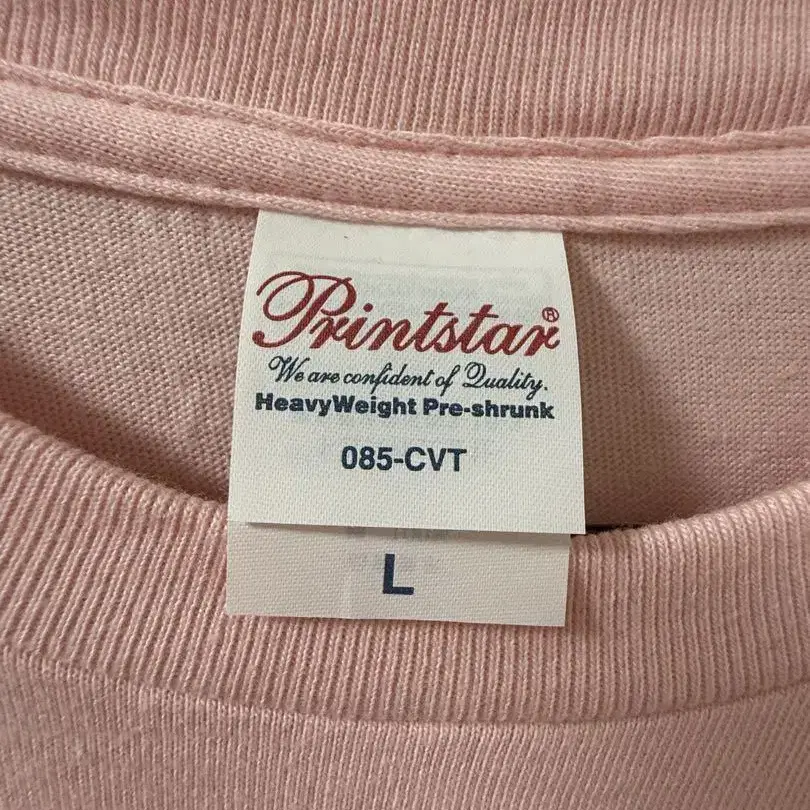 Printstar®
We are confident of Quality.
HeavyWeight Pre-shrunk
085-CVT
L